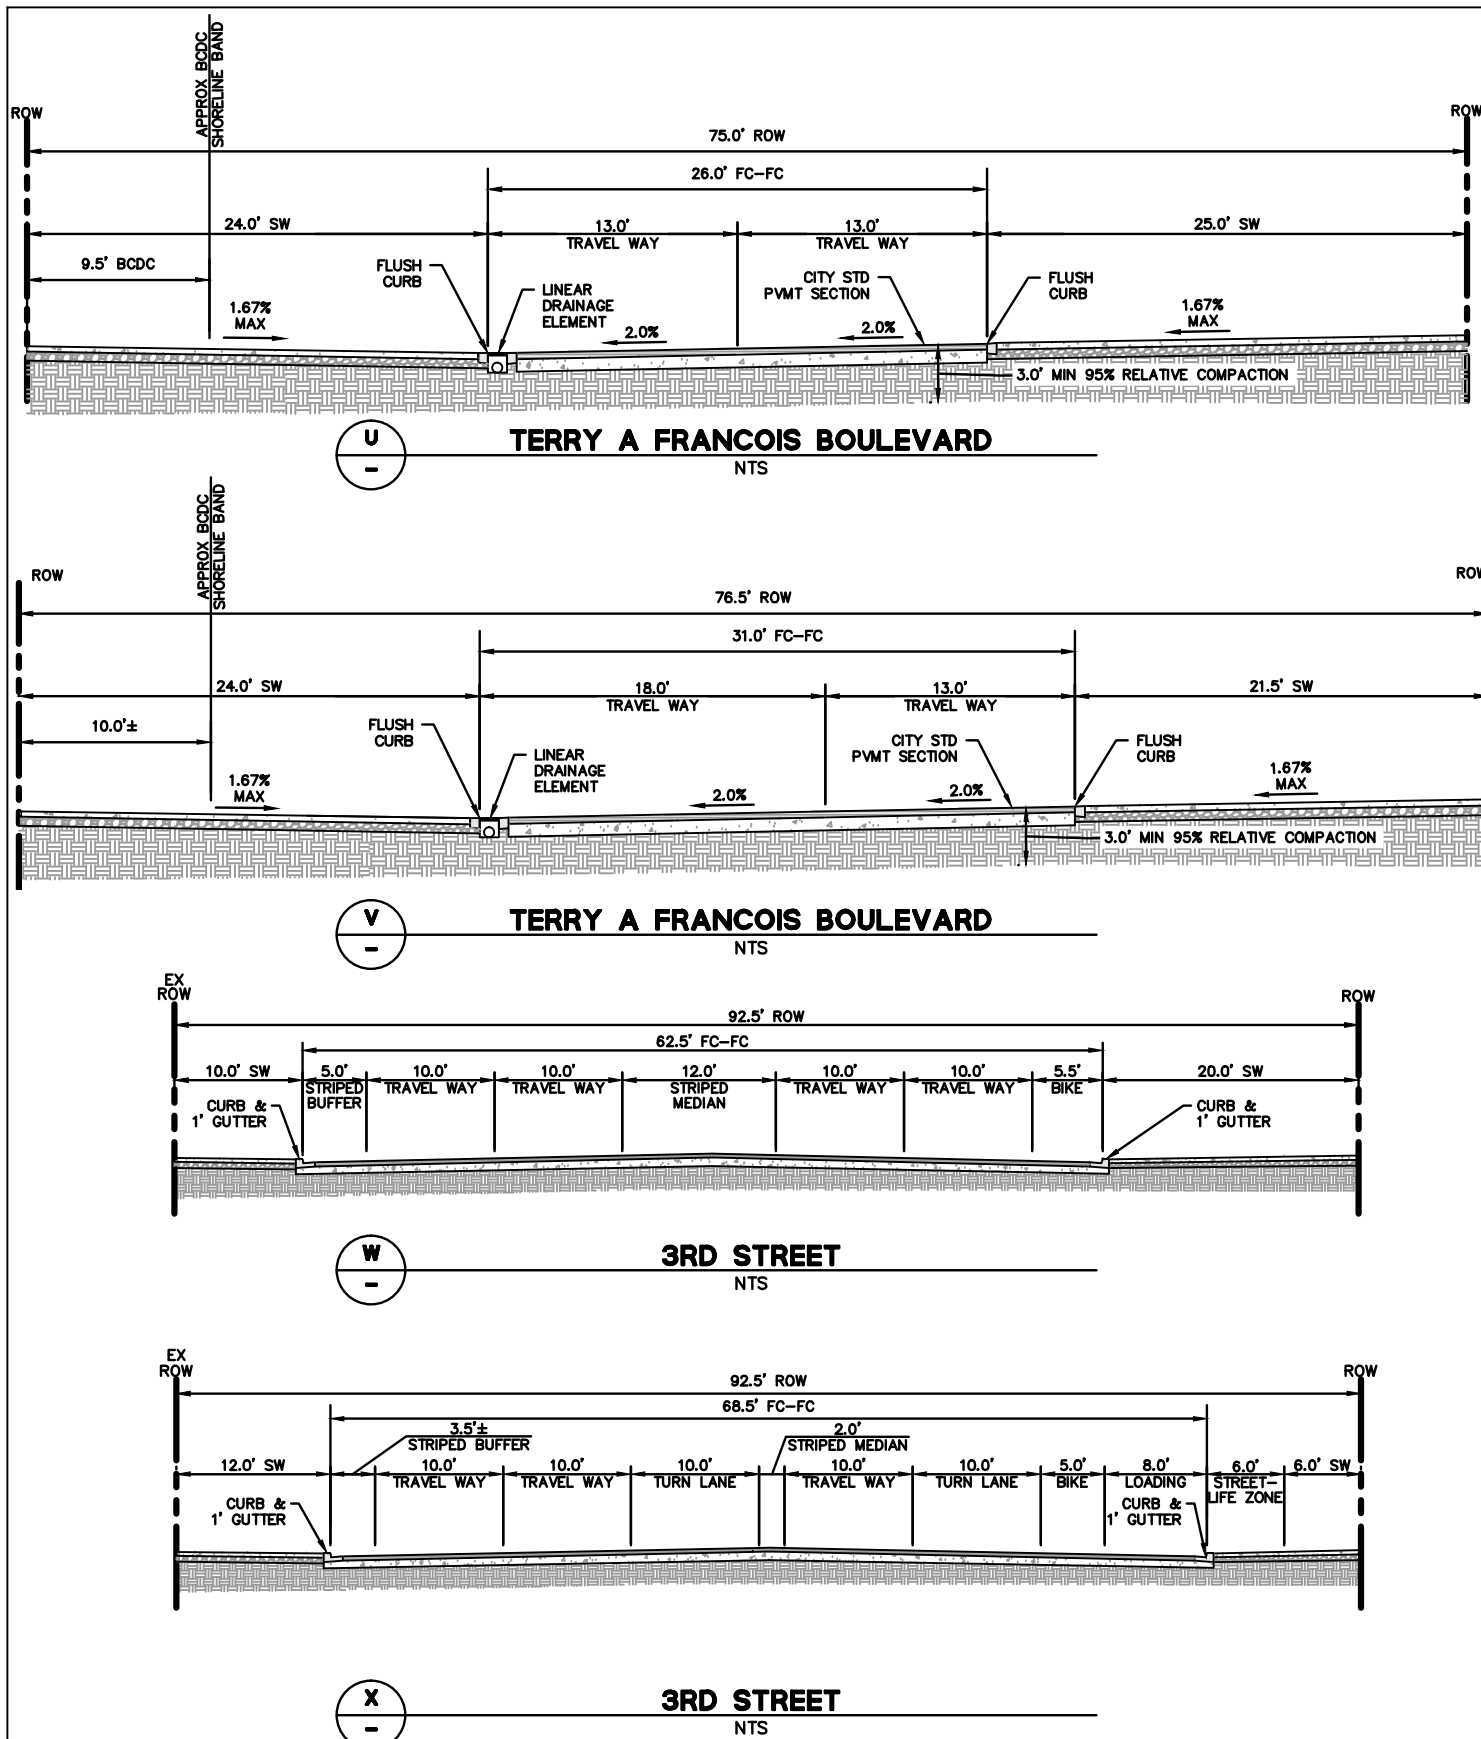 APPROX BCDC
SHORELINE BAND
ROW
ROW
75.0' ROW
26.0' FC-FC
24.0' SW
13.0'
TRAVEL WAY
13.0'
TRAVEL WAY
25.0' SW
9.5' BCDC
FLUSH
CURB
LINEAR
DRAINAGE
ELEMENT
CITY STD
PVMT SECTION
FLUSH
CURB
1.67%
MAX
2.0%
2.0%
1.67%
MAX
3.0' MIN 95% RELATIVE COMPACTION
U
-
TERRY A FRANCOIS BOULEVARD
NTS
APPROX BCDC
SHORELINE BAND
ROW
ROW
76.5' ROW
31.0' FC-FC
24.0' SW
18.0'
TRAVEL WAY
13.0'
TRAVEL WAY
21.5' SW
10.0'±
FLUSH
CURB
LINEAR
DRAINAGE
ELEMENT
CITY STD
PVMT SECTION
FLUSH
CURB
1.67%
MAX
2.0%
2.0%
1.67%
MAX
3.0' MIN 95% RELATIVE COMPACTION
V
-
TERRY A FRANCOIS BOULEVARD
NTS
EX
ROW
ROW
92.5' ROW
62.5' FC-FC
10.0' SW
5.0'
STRIPED
BUFFER
10.0'
TRAVEL WAY
10.0'
TRAVEL WAY
12.0'
STRIPED
MEDIAN
10.0'
TRAVEL WAY
10.0'
TRAVEL WAY
5.5'
BIKE
20.0' SW
CURB &
1' GUTTER
CURB &
1' GUTTER
W
-
3RD STREET
NTS
EX
ROW
ROW
92.5' ROW
68.5' FC-FC
3.5'±
STRIPED BUFFER
2.0'
STRIPED MEDIAN
12.0' SW
10.0'
TRAVEL WAY
10.0'
TRAVEL WAY
10.0'
TURN LANE
10.0'
TRAVEL WAY
10.0'
TURN LANE
5.0'
BIKE
8.0'
LOADING
6.0'
STREET-
LIFE ZONE
6.0' SW
CURB &
1' GUTTER
CURB &
1' GUTTER
X
-
3RD STREET
NTS